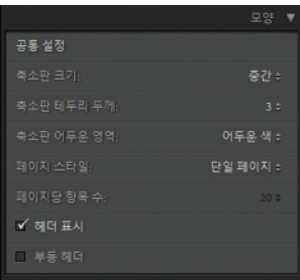 모양 ▼
공통 설정
축소판 크기: 중간
축소판 테두리 두께: 3
축소판 어두운 영역: 어두운 색
페이지 스타일: 단일 페이지
페이지당 항목 수: 20
헤더 표시
부동 헤더